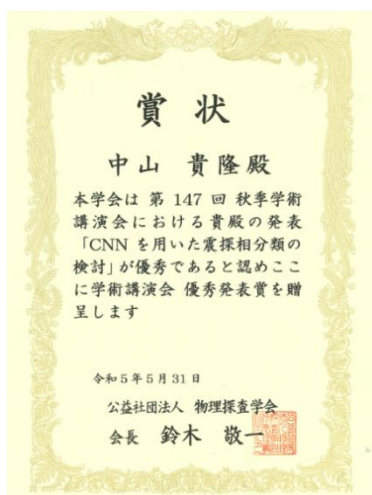 賞状
中山 貴隆殿
本学会は 第 147 回 秋季学術
講演会における貴殿の発表
「CNN を用いた震探相分類の
検討」が優秀であると認めここ
に学術講演会 優秀発表賞を贈
呈します
令和5年5月31日
公益社団法人 物理探査学会
会長 鈴木 敬一